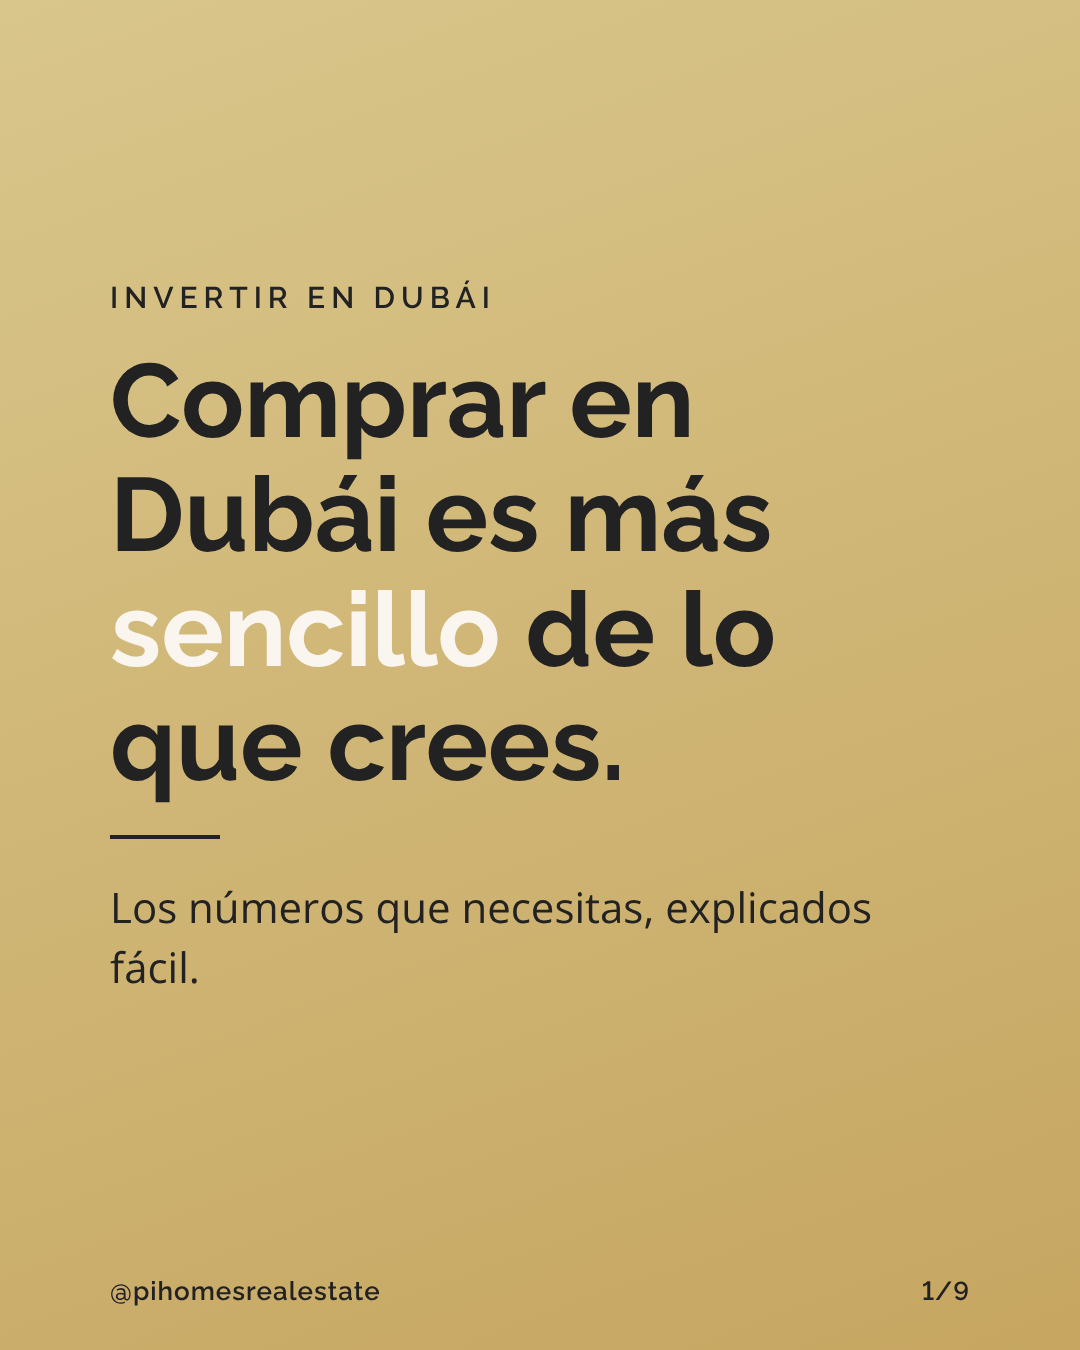 INVERTIR EN DUBÁI
Comprar en
Dubái es más
sencillo de lo
que crees.
Los números que necesitas, explicados
fácil.
@pihomesrealestate
1/9